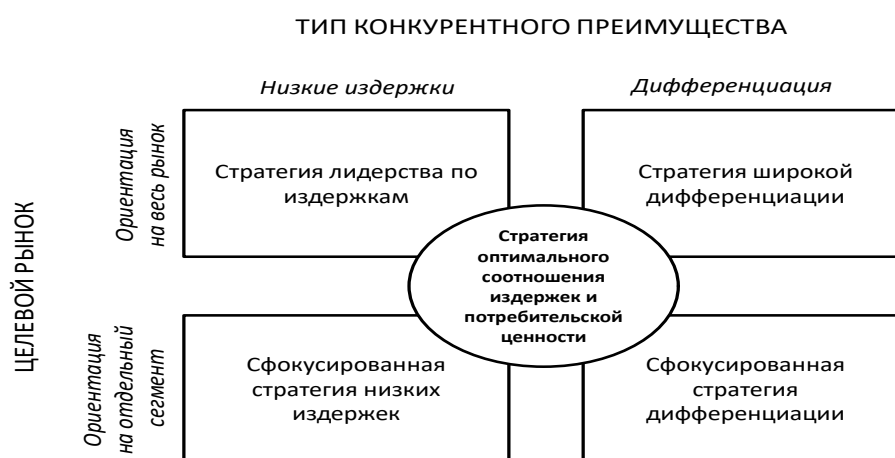 ТИП КОНКУРЕНТНОГО ПРЕИМУЩЕСТВА
Низкие издержки
Дифференциация
ЦЕЛЕВОЙ РЫНОК
Ориентация
на весь рынок
Стратегия лидерства по
издержкам
Стратегия широкой
дифференциации
Стратегия
оптимального
соотношения
издержек и
потребительской
ценности
Ориентация
на отдельный
сегмент
Сфокусированная
стратегия низких
издержек
Сфокусированная
стратегия
дифференциации